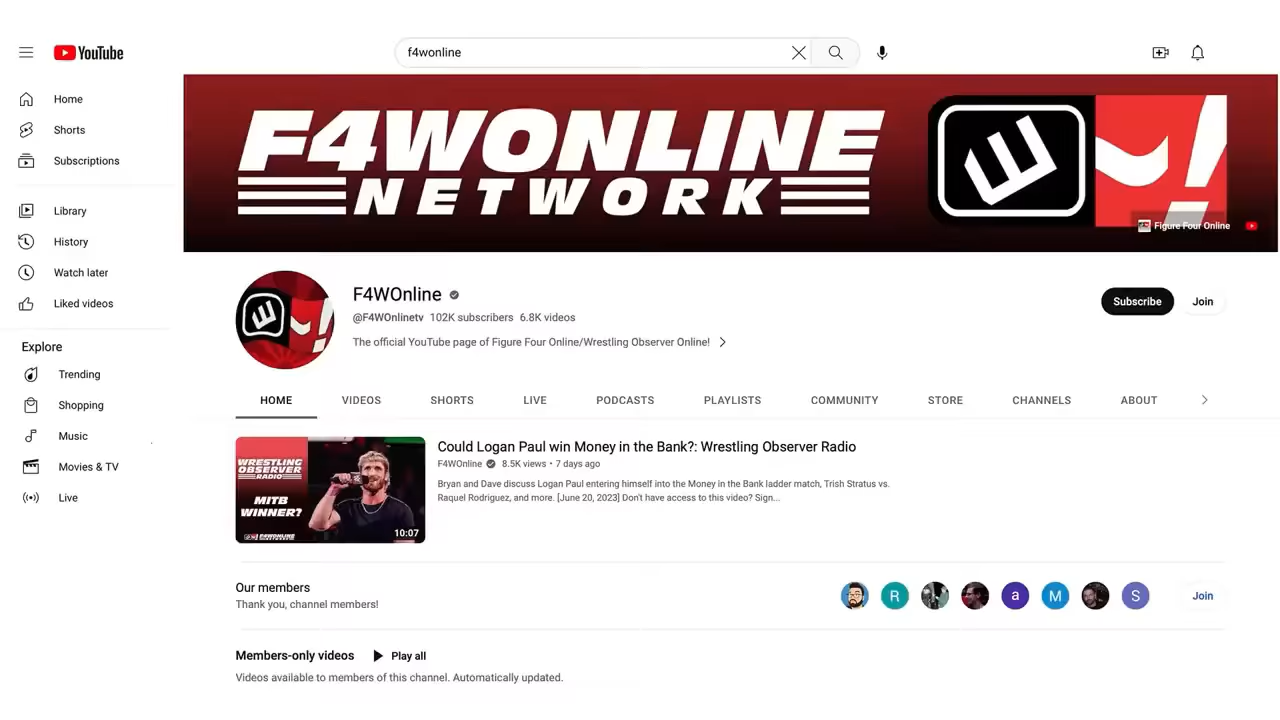 YouTube
f4wonline
Home
Shorts
Subscriptions
Library
History
Watch later
Liked videos
Explore
Trending
Shopping
Music
Movies & TV
Live
F4WONLINE
NETWORK
Figure Four Online
F4WOnline
@F4WOnlinetv 102K subscribers 6.8K videos
The official YouTube page of Figure Four Online/Wrestling Observer Online!
Subscribe
Join
HOME VIDEOS SHORTS LIVE PODCASTS PLAYLISTS COMMUNITY STORE CHANNELS ABOUT
WRESTLING
OBSERVER
RADIO
MITB
WINNER?
F4WONLINE
NETWORK
10:07
Could Logan Paul win Money in the Bank?: Wrestling Observer Radio
F4WOnline 8.5K views • 7 days ago
Bryan and Dave discuss Logan Paul entering himself into the Money in the Bank ladder match, Trish Stratus vs.
Raquel Rodriguez, and more. [June 20, 2023] Don't have access to this video? Sign...
Our members
Thank you, channel members!
R a M S
Join
Members-only videos Play all
Videos available to members of this channel. Automatically updated.